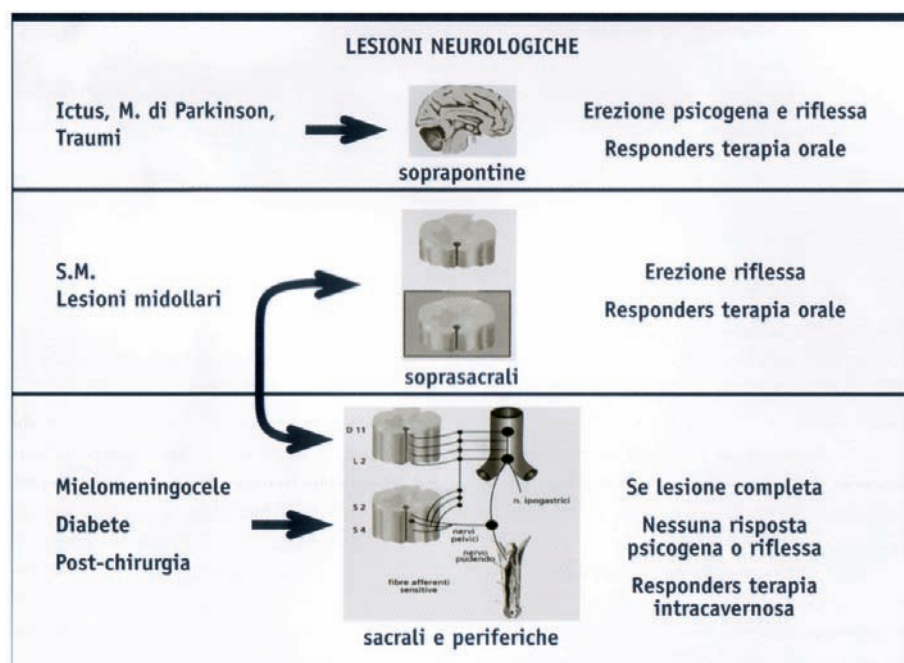 LESIONI NEUROLOGICHE
Ictus, M. di Parkinson,
Traumi
soprapontine
Erezione psicogena e riflessa
Responders terapia orale
S.M.
Lesioni midollari
soprasacrali
Erezione riflessa
Responders terapia orale
Mielomeningocele
Diabete
Post-chirurgia
D 11
L 2
S 2
S 4
n. ipogastrici
nervi
pelvici
nervo
pudendo
fibre afferenti
sensitive
sacrali e periferiche
Se lesione completa
Nessuna risposta
psicogena o riflessa
Responders terapia
intracavernosa